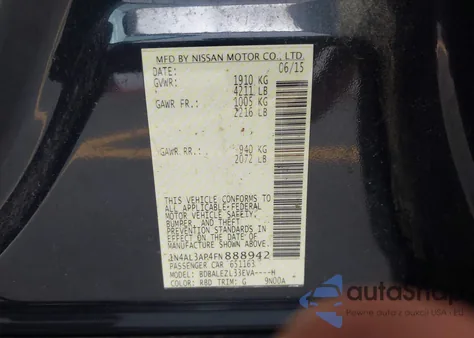 MFD BY NISSAN MOTOR CO., LTD.
DATE: 06/15
GVWR: 1910 KG
4211 LB
GAWR FR.: 1005 KG
2216 LB
GAWR RR.: 940 KG
2072 LB
THIS VEHICLE CONFORMS TO
ALL APPLICABLE FEDERAL
MOTOR VEHICLE SAFETY,
BUMPER, AND THEFT
PREVENTION STANDARDS IN
EFFECT ON THE DATE OF
MANUFACTURE SHOWN ABOVE.
1N4AL3AP4FN888942
PASSENGER CAR 651163
MODEL: BDBALEZL33EVA----H
COLOR: RBD TRIM: G 9N00A
autoShop